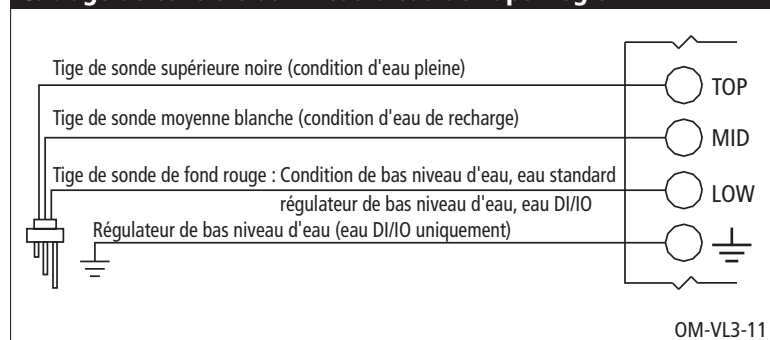 Tige de sonde supérieure noire (condition d'eau pleine)
TOP
Tige de sonde moyenne blanche (condition d'eau de recharge)
MID
Tige de sonde de fond rouge : Condition de bas niveau d'eau, eau standard
LOW
régulateur de bas niveau d'eau, eau DI/IO
Régulateur de bas niveau d'eau (eau DI/IO uniquement)
OM-VL3-11